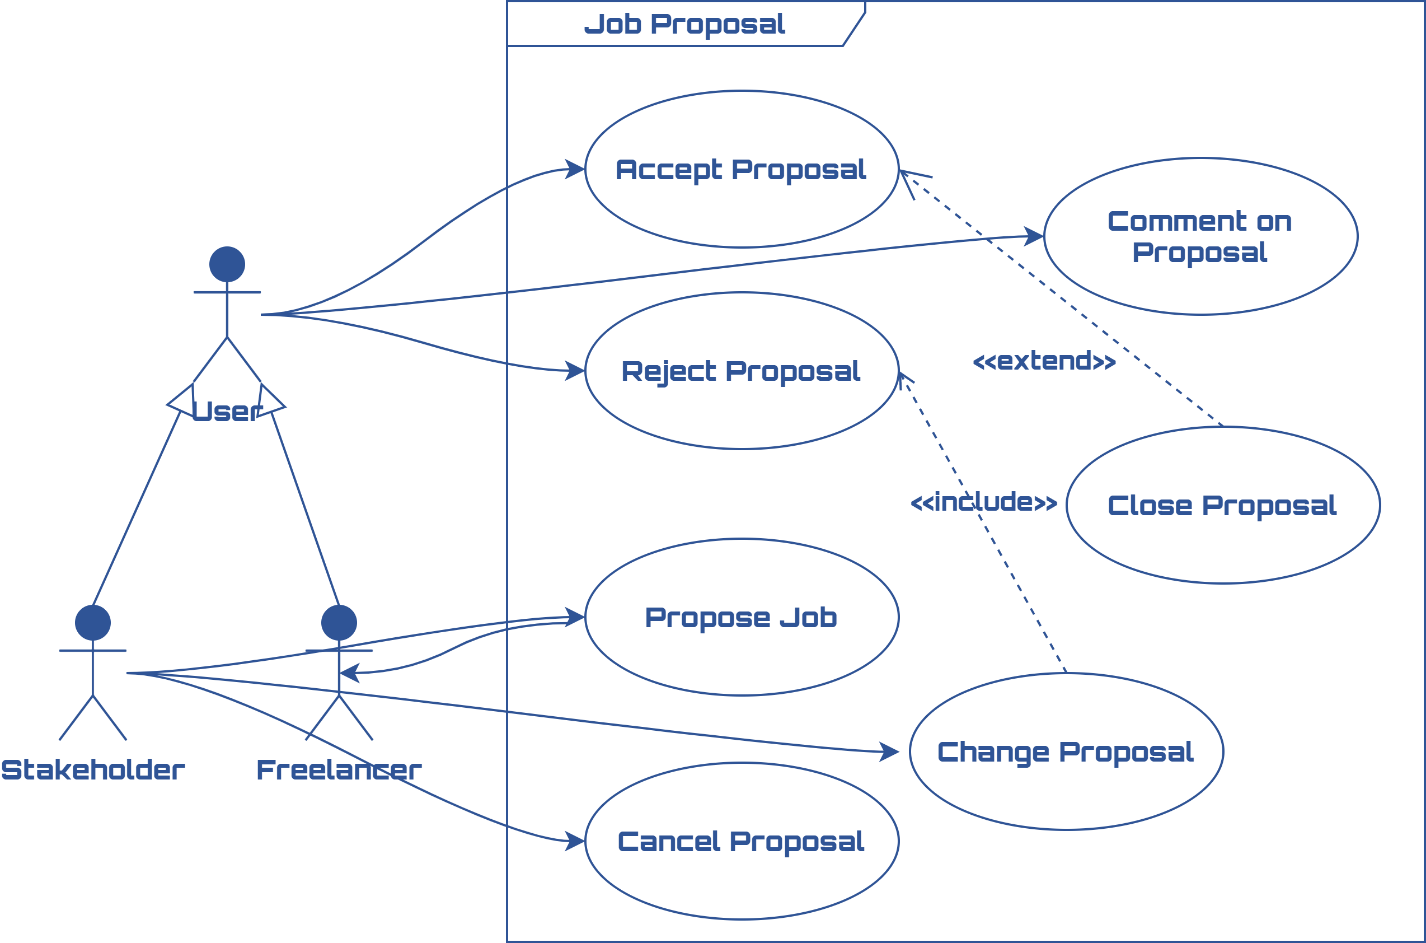 Job Proposal
Accept Proposal
Comment on
Proposal
Reject Proposal
<<extend>>
User
<<include>>
Close Proposal
Propose Job
Change Proposal
Stakeholder
Freelancer
Cancel Proposal